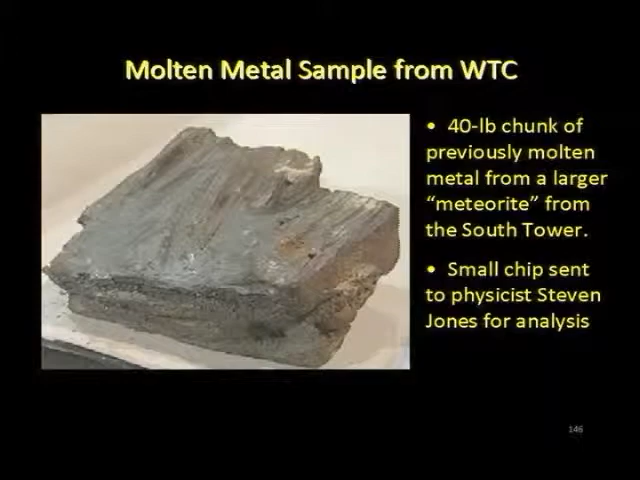 Molten Metal Sample from WTC
• 40-lb chunk of
previously molten
metal from a larger
“meteorite” from
the South Tower.
• Small chip sent
to physicist Steven
Jones for analysis
146